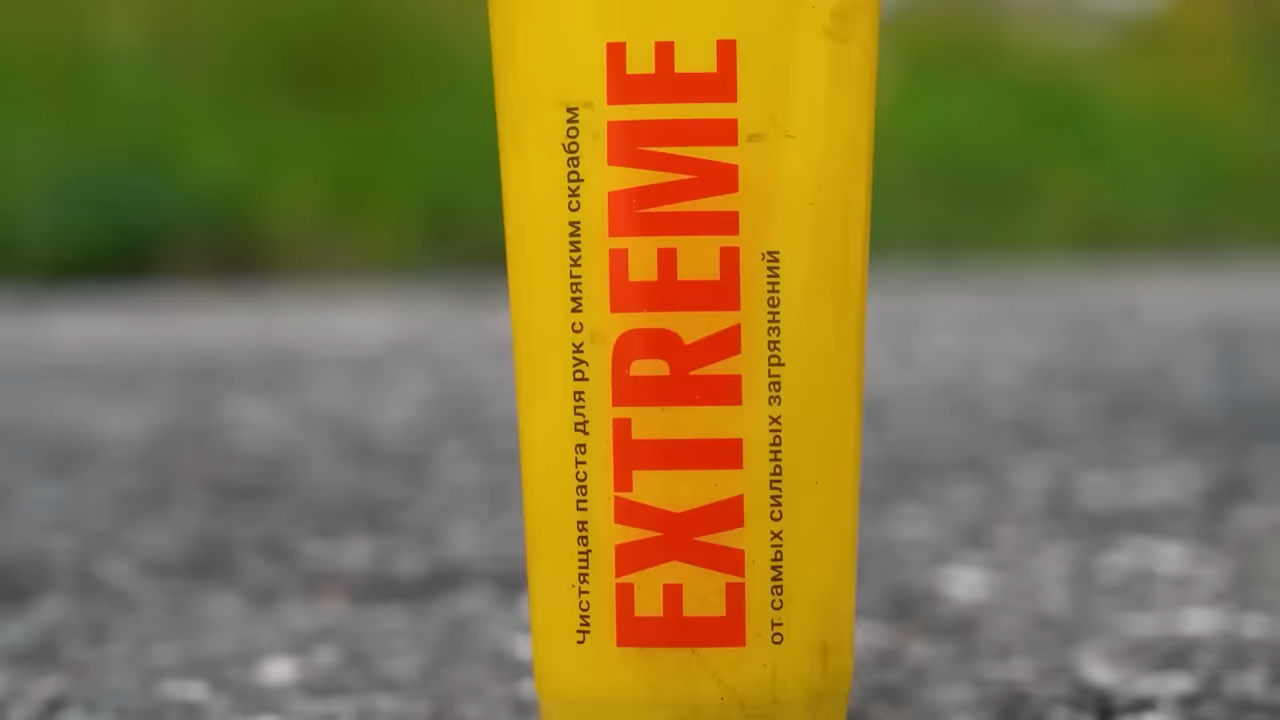 Чистящая паста для рук с мягким скрабом
EXTREME
от самых сильных загрязнений